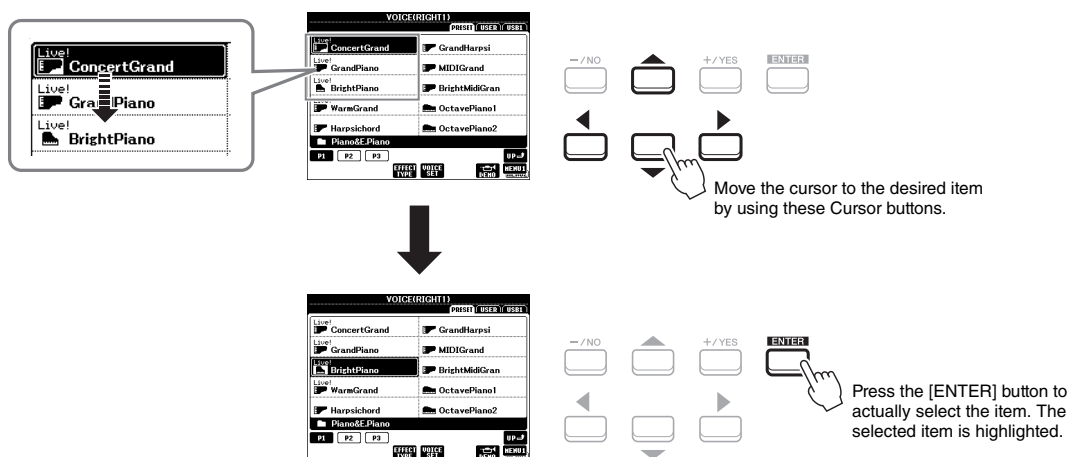 Live!
ConcertGrand
Live!
GrandPiano
Live!
BrightPiano
VOICE(RIGHT1)
PRESET USER USB1
Live!
ConcertGrand GrandHarpsi
Live!
GrandPiano MIDIGrand
Live!
BrightPiano BrightMidiGran
Live!
WarmGrand OctavePiano1
Harpsichord OctavePiano2
Piano&E.Piano
P1 P2 P3 UP
EFFECT TYPE VOICE SET DEMO MENU1
-/NO +/YES ENTER
Move the cursor to the desired item
by using these Cursor buttons.
VOICE(RIGHT1)
PRESET USER USB1
Live!
ConcertGrand GrandHarpsi
Live!
GrandPiano MIDIGrand
Live!
BrightPiano BrightMidiGran
Live!
WarmGrand OctavePiano1
Harpsichord OctavePiano2
Piano&E.Piano
P1 P2 P3 UP
EFFECT TYPE VOICE SET DEMO MENU1
-/NO +/YES ENTER
Press the [ENTER] button to
actually select the item. The
selected item is highlighted.